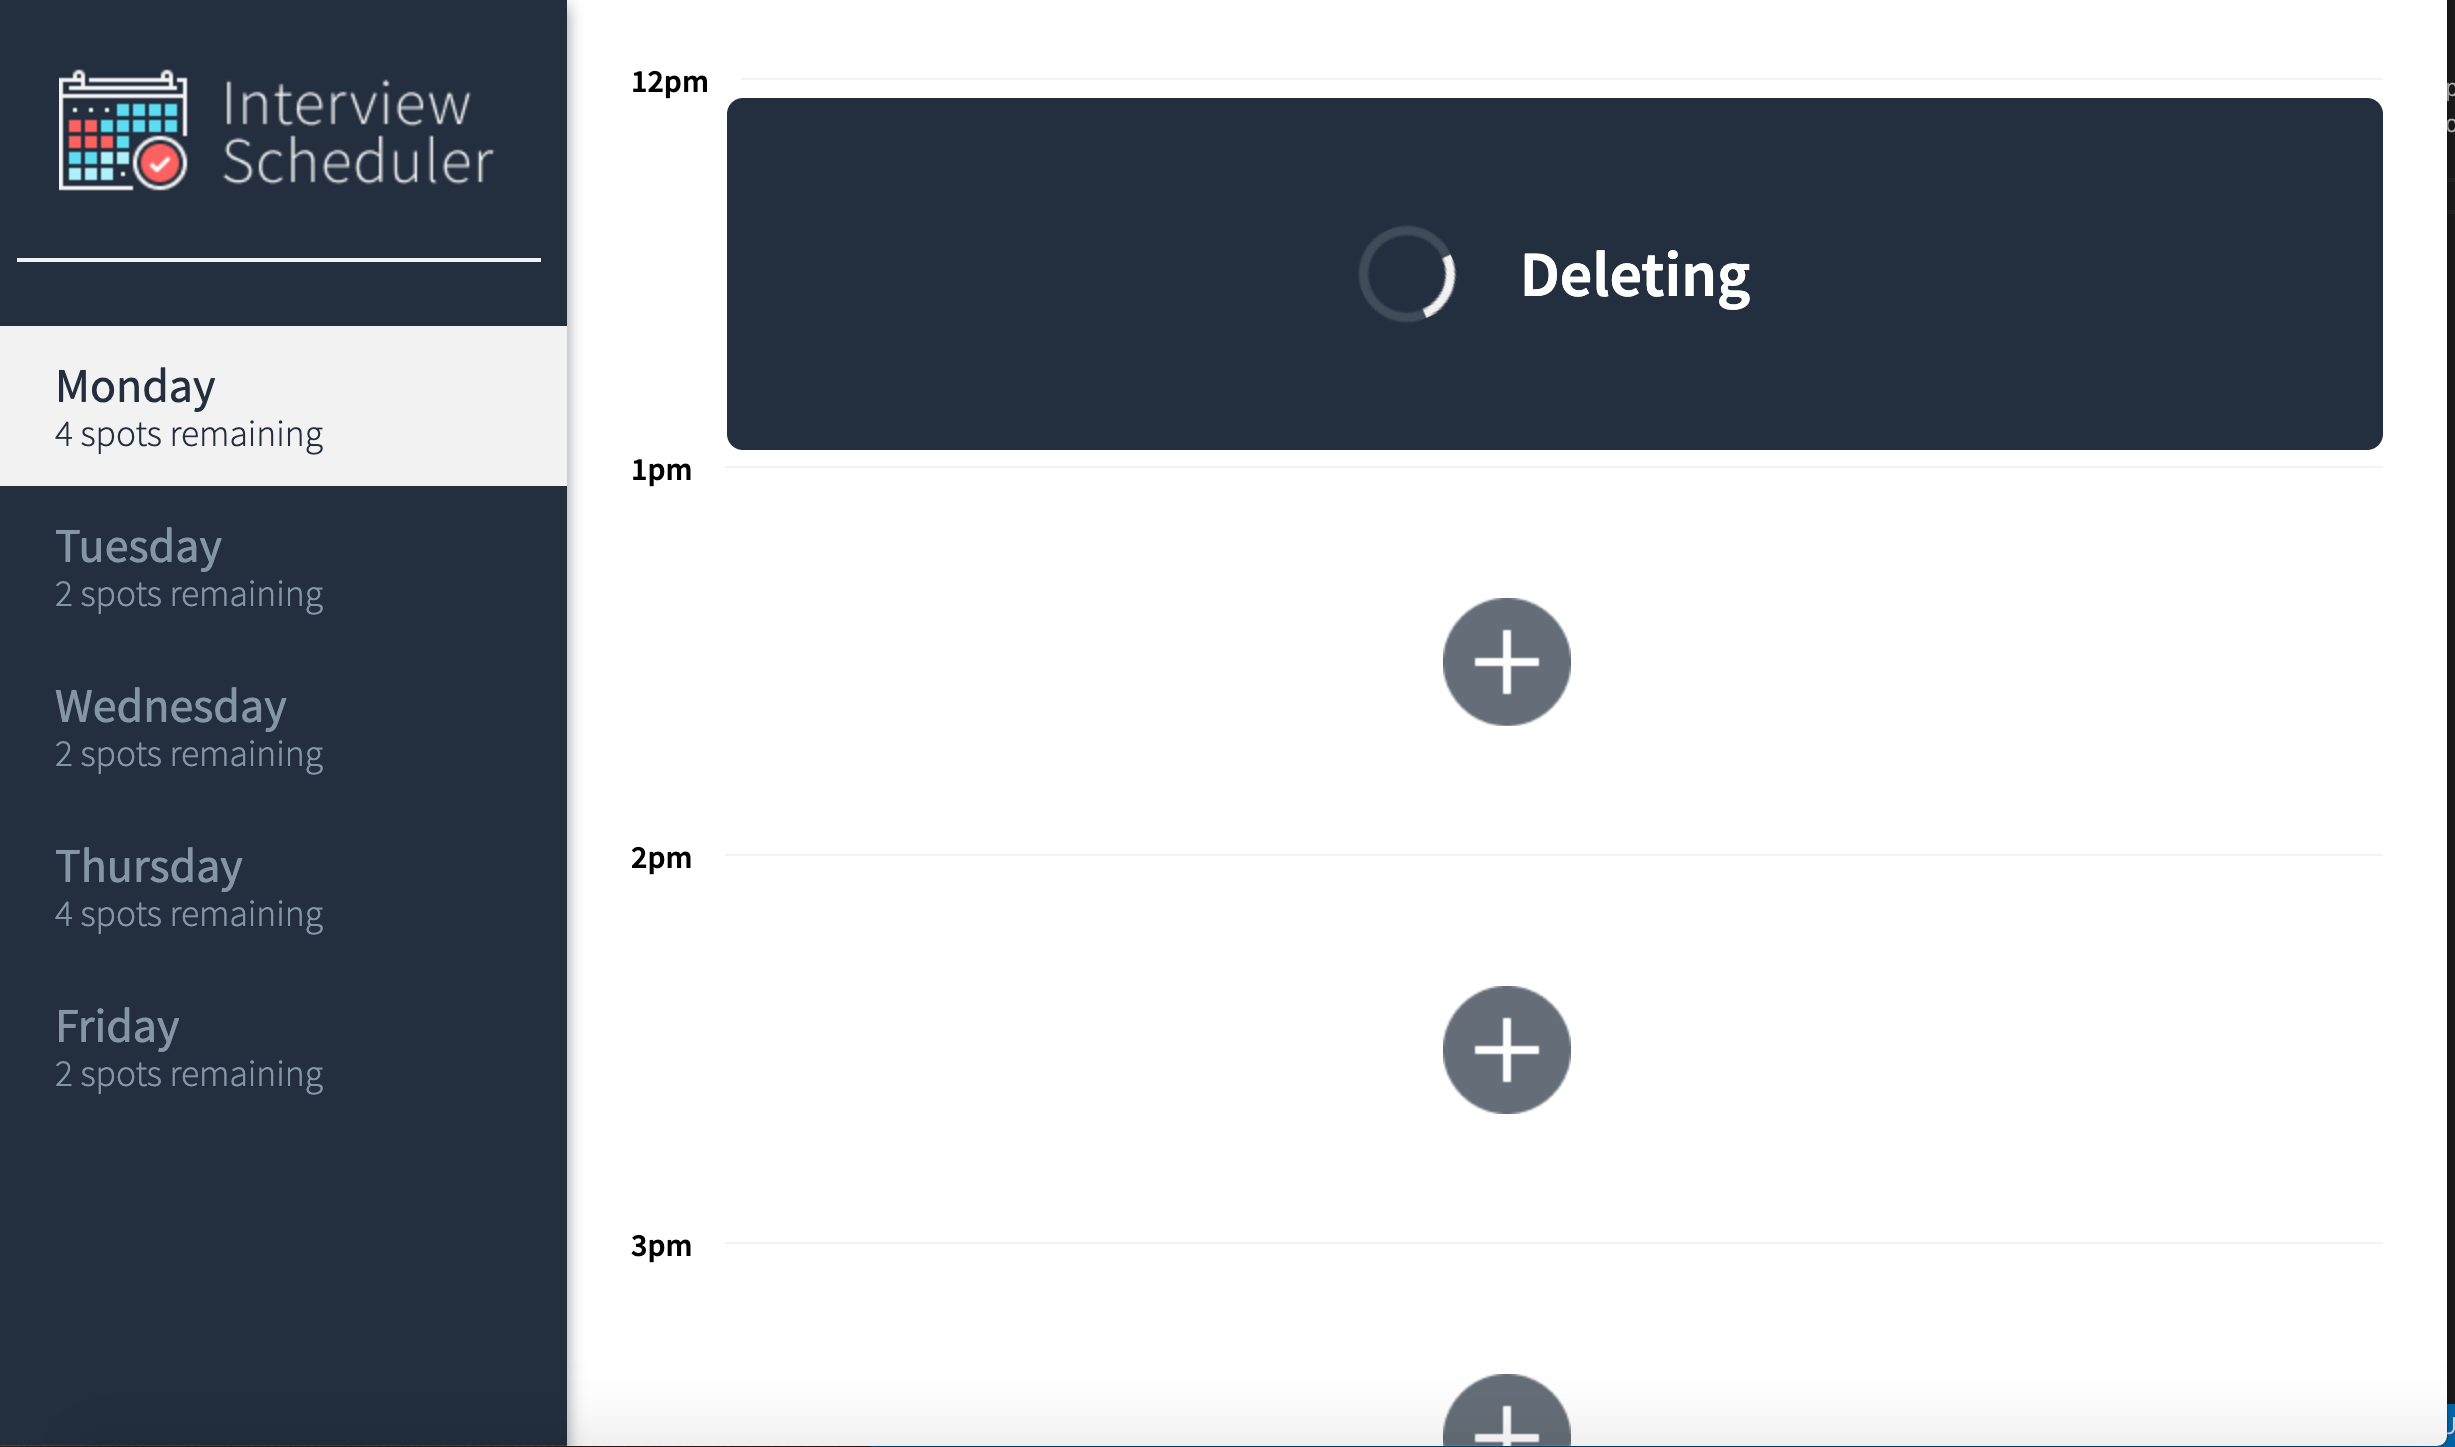 Interview
Scheduler
Monday
4 spots remaining
Tuesday
2 spots remaining
Wednesday
2 spots remaining
Thursday
4 spots remaining
Friday
2 spots remaining
12pm
Deleting
1pm
2pm
3pm